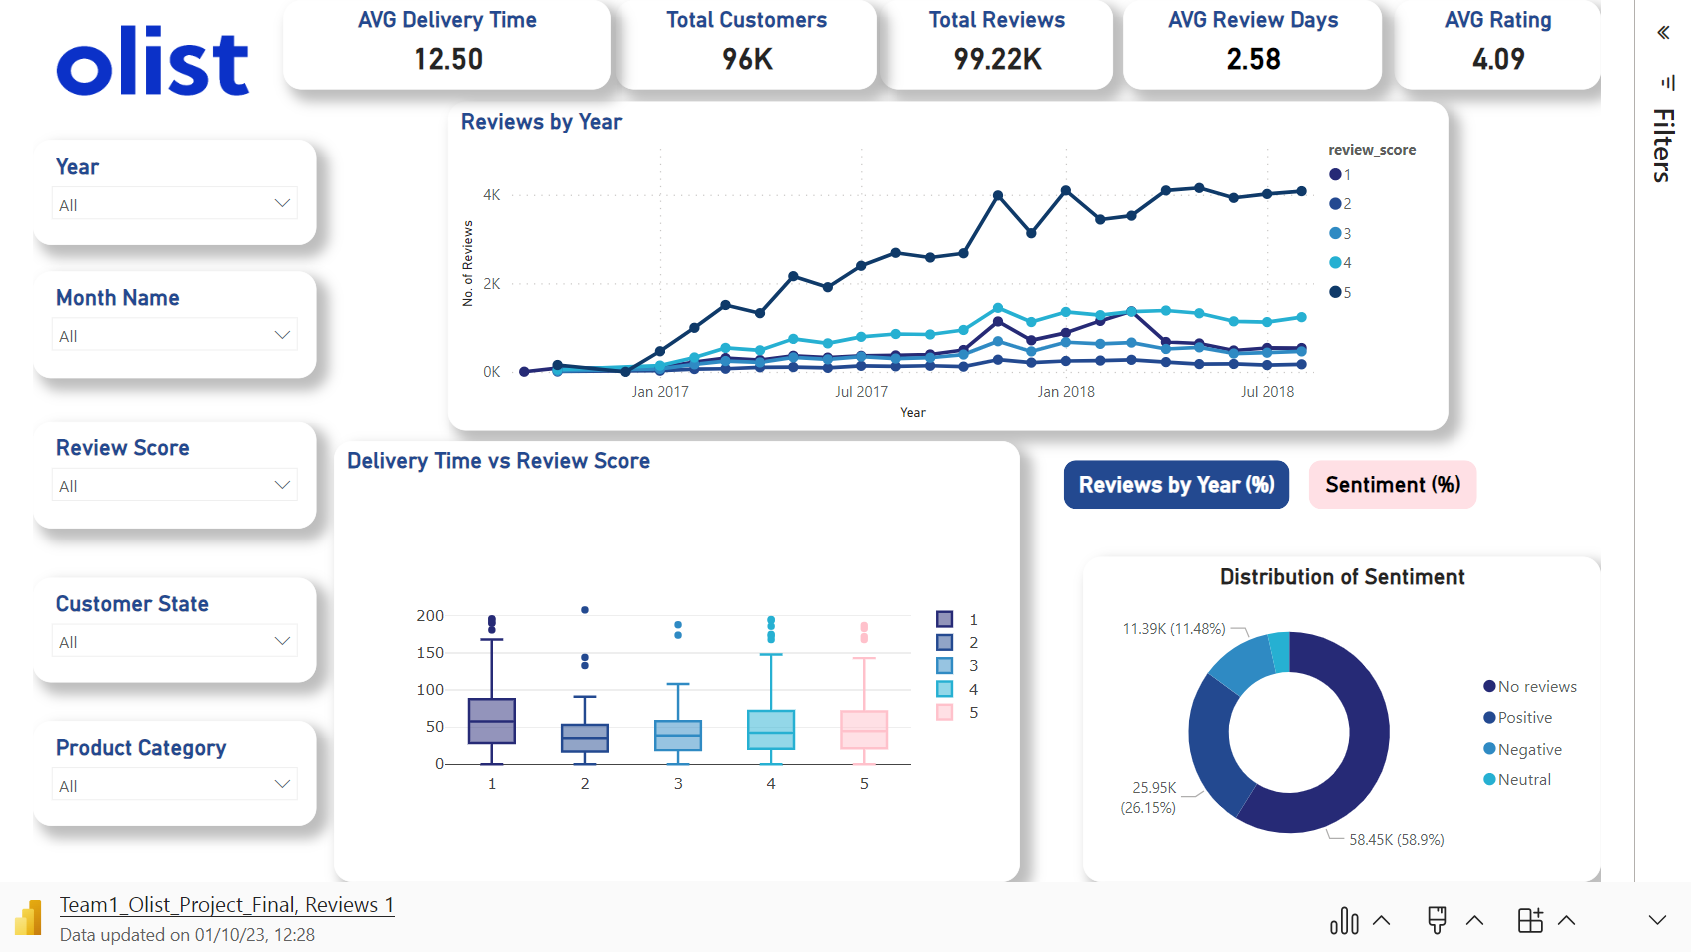 olist
AVG Delivery Time
12.50
Total Customers
96K
Total Reviews
99.22K
AVG Review Days
2.58
AVG Rating
4.09
Filters
Year
All
Month Name
All
Review Score
All
Customer State
All
Product Category
All
Reviews by Year
No. of Reviews
4K
2K
0K
Jan 2017
Jul 2017
Jan 2018
Jul 2018
Year
review_score
1
2
3
4
5
Delivery Time vs Review Score
200
150
100
50
0
1
2
3
4
5
1
2
3
4
5
Reviews by Year (%)
Sentiment (%)
Distribution of Sentiment
11.39K (11.48%)
25.95K
(26.15%)
58.45K (58.9%)
No reviews
Positive
Negative
Neutral
Team1_Olist_Project_Final, Reviews 1
Data updated on 01/10/23, 12:28